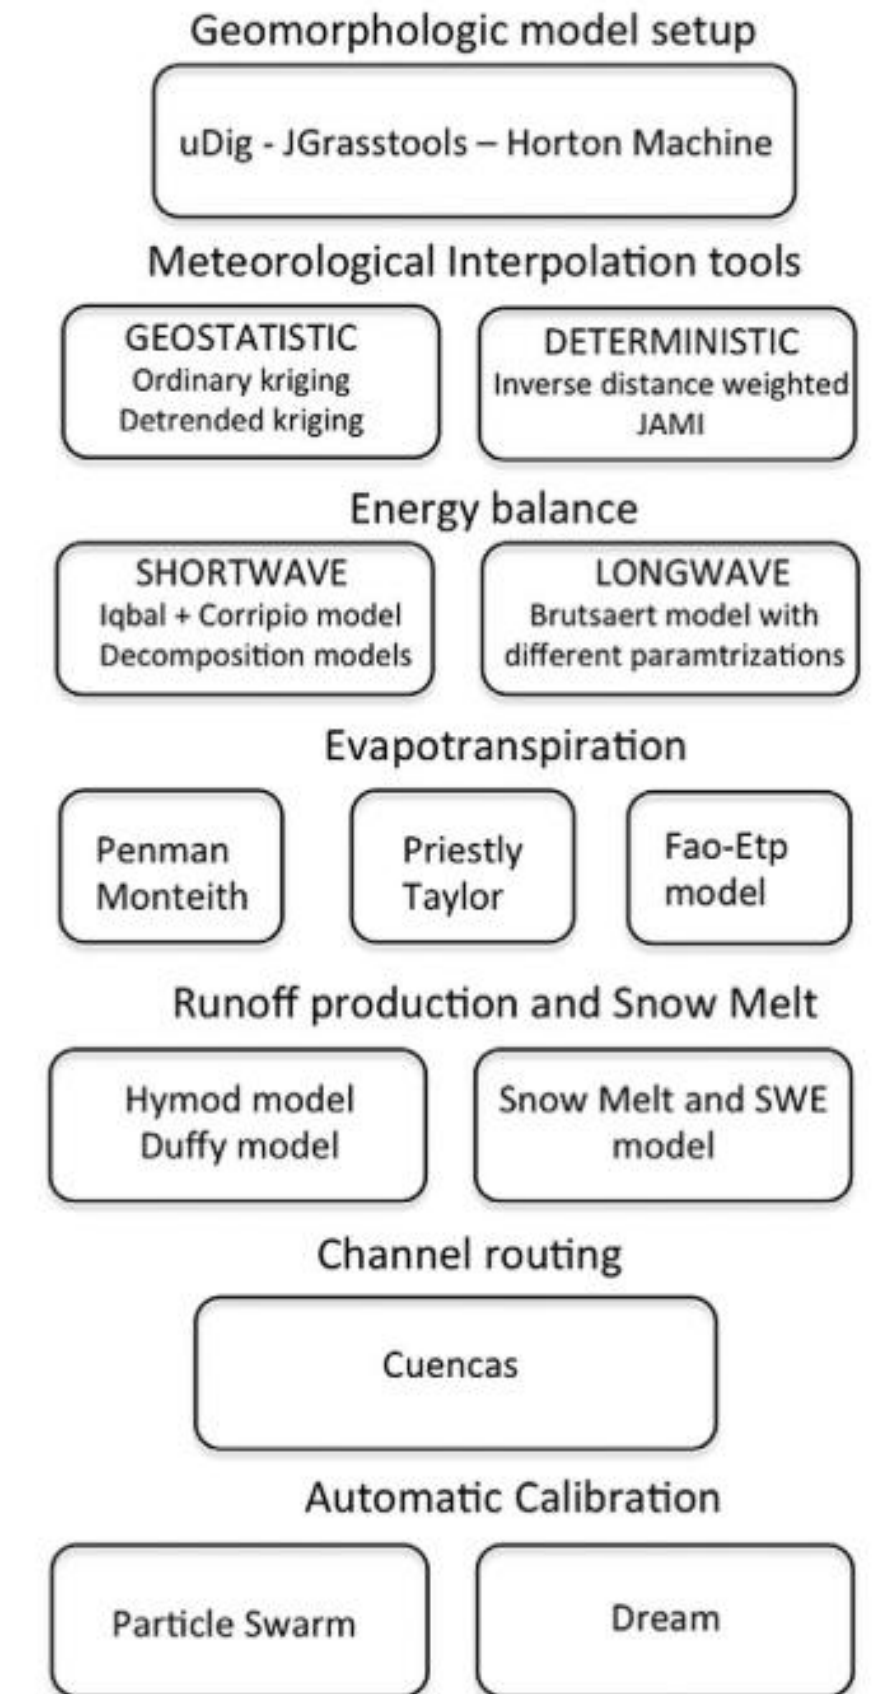 Geomorphologic model setup
uDig - JGrasstools – Horton Machine
Meteorological Interpolation tools
GEOSTATISTIC
Ordinary kriging
Detrended kriging
DETERMINISTIC
Inverse distance weighted
JAMI
Energy balance
SHORTWAVE
Iqbal + Corripio model
Decomposition models
LONGWAVE
Brutsaert model with
different paramtrizations
Evapotranspiration
Penman
Monteith
Priestly
Taylor
Fao-Etp
model
Runoff production and Snow Melt
Hymod model
Duffy model
Snow Melt and SWE
model
Channel routing
Cuencas
Automatic Calibration
Particle Swarm
Dream